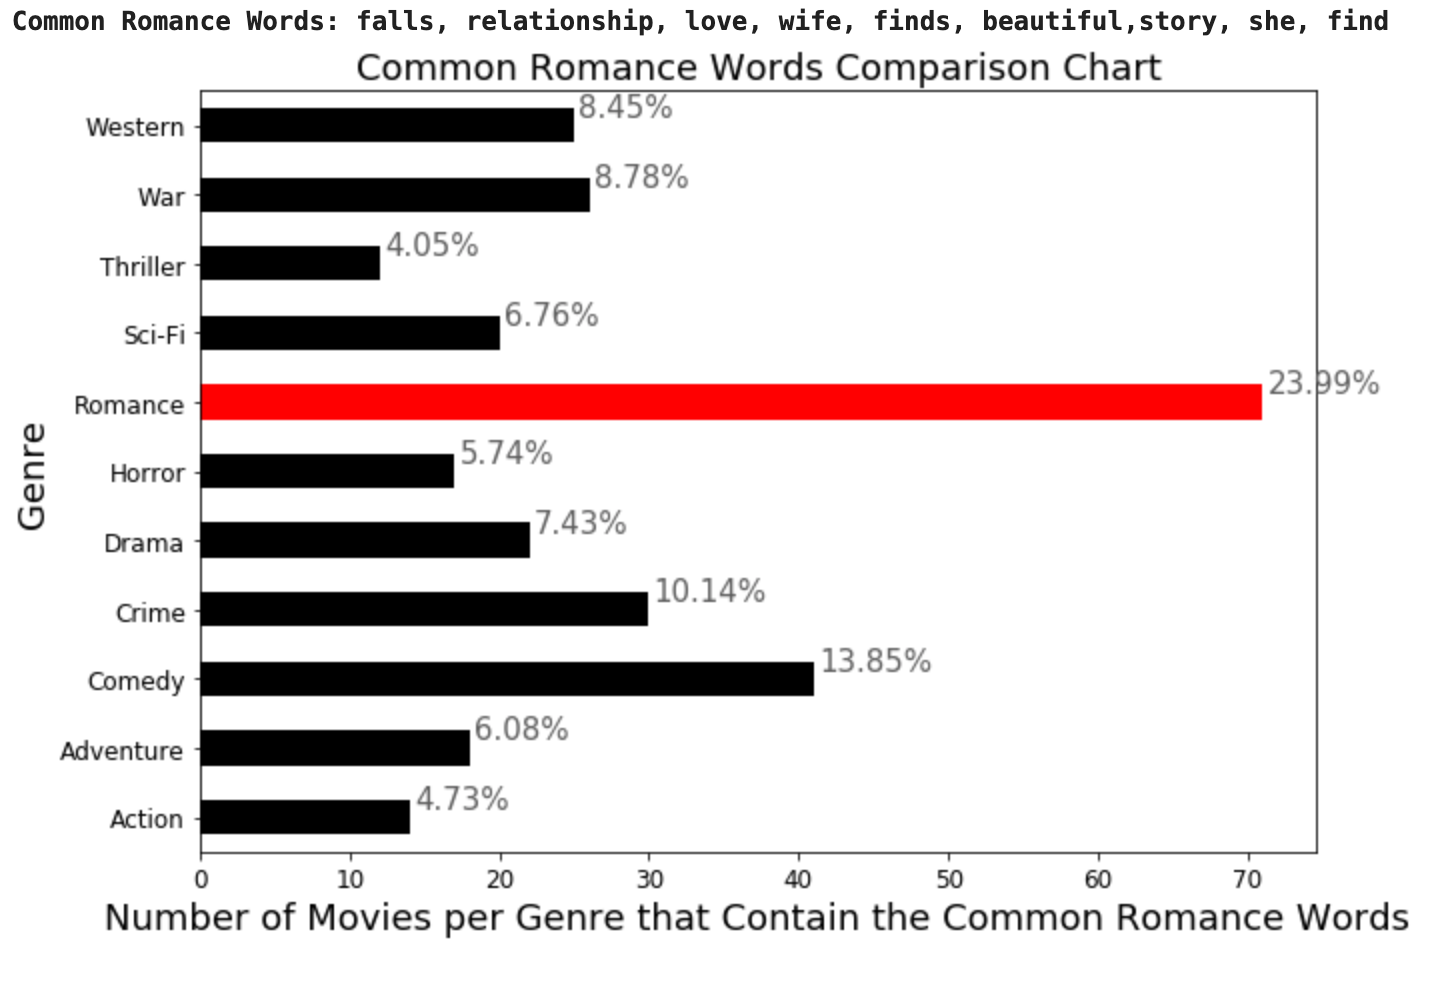 Common Romance Words: falls, relationship, love, wife, finds, beautiful,story, she, find
Common Romance Words Comparison Chart
Western 8.45%
War 8.78%
Thriller 4.05%
Sci-Fi 6.76%
Romance 23.99%
Horror 5.74%
Drama 7.43%
Crime 10.14%
Comedy 13.85%
Adventure 6.08%
Action 4.73%
Genre
0 10 20 30 40 50 60 70
Number of Movies per Genre that Contain the Common Romance Words